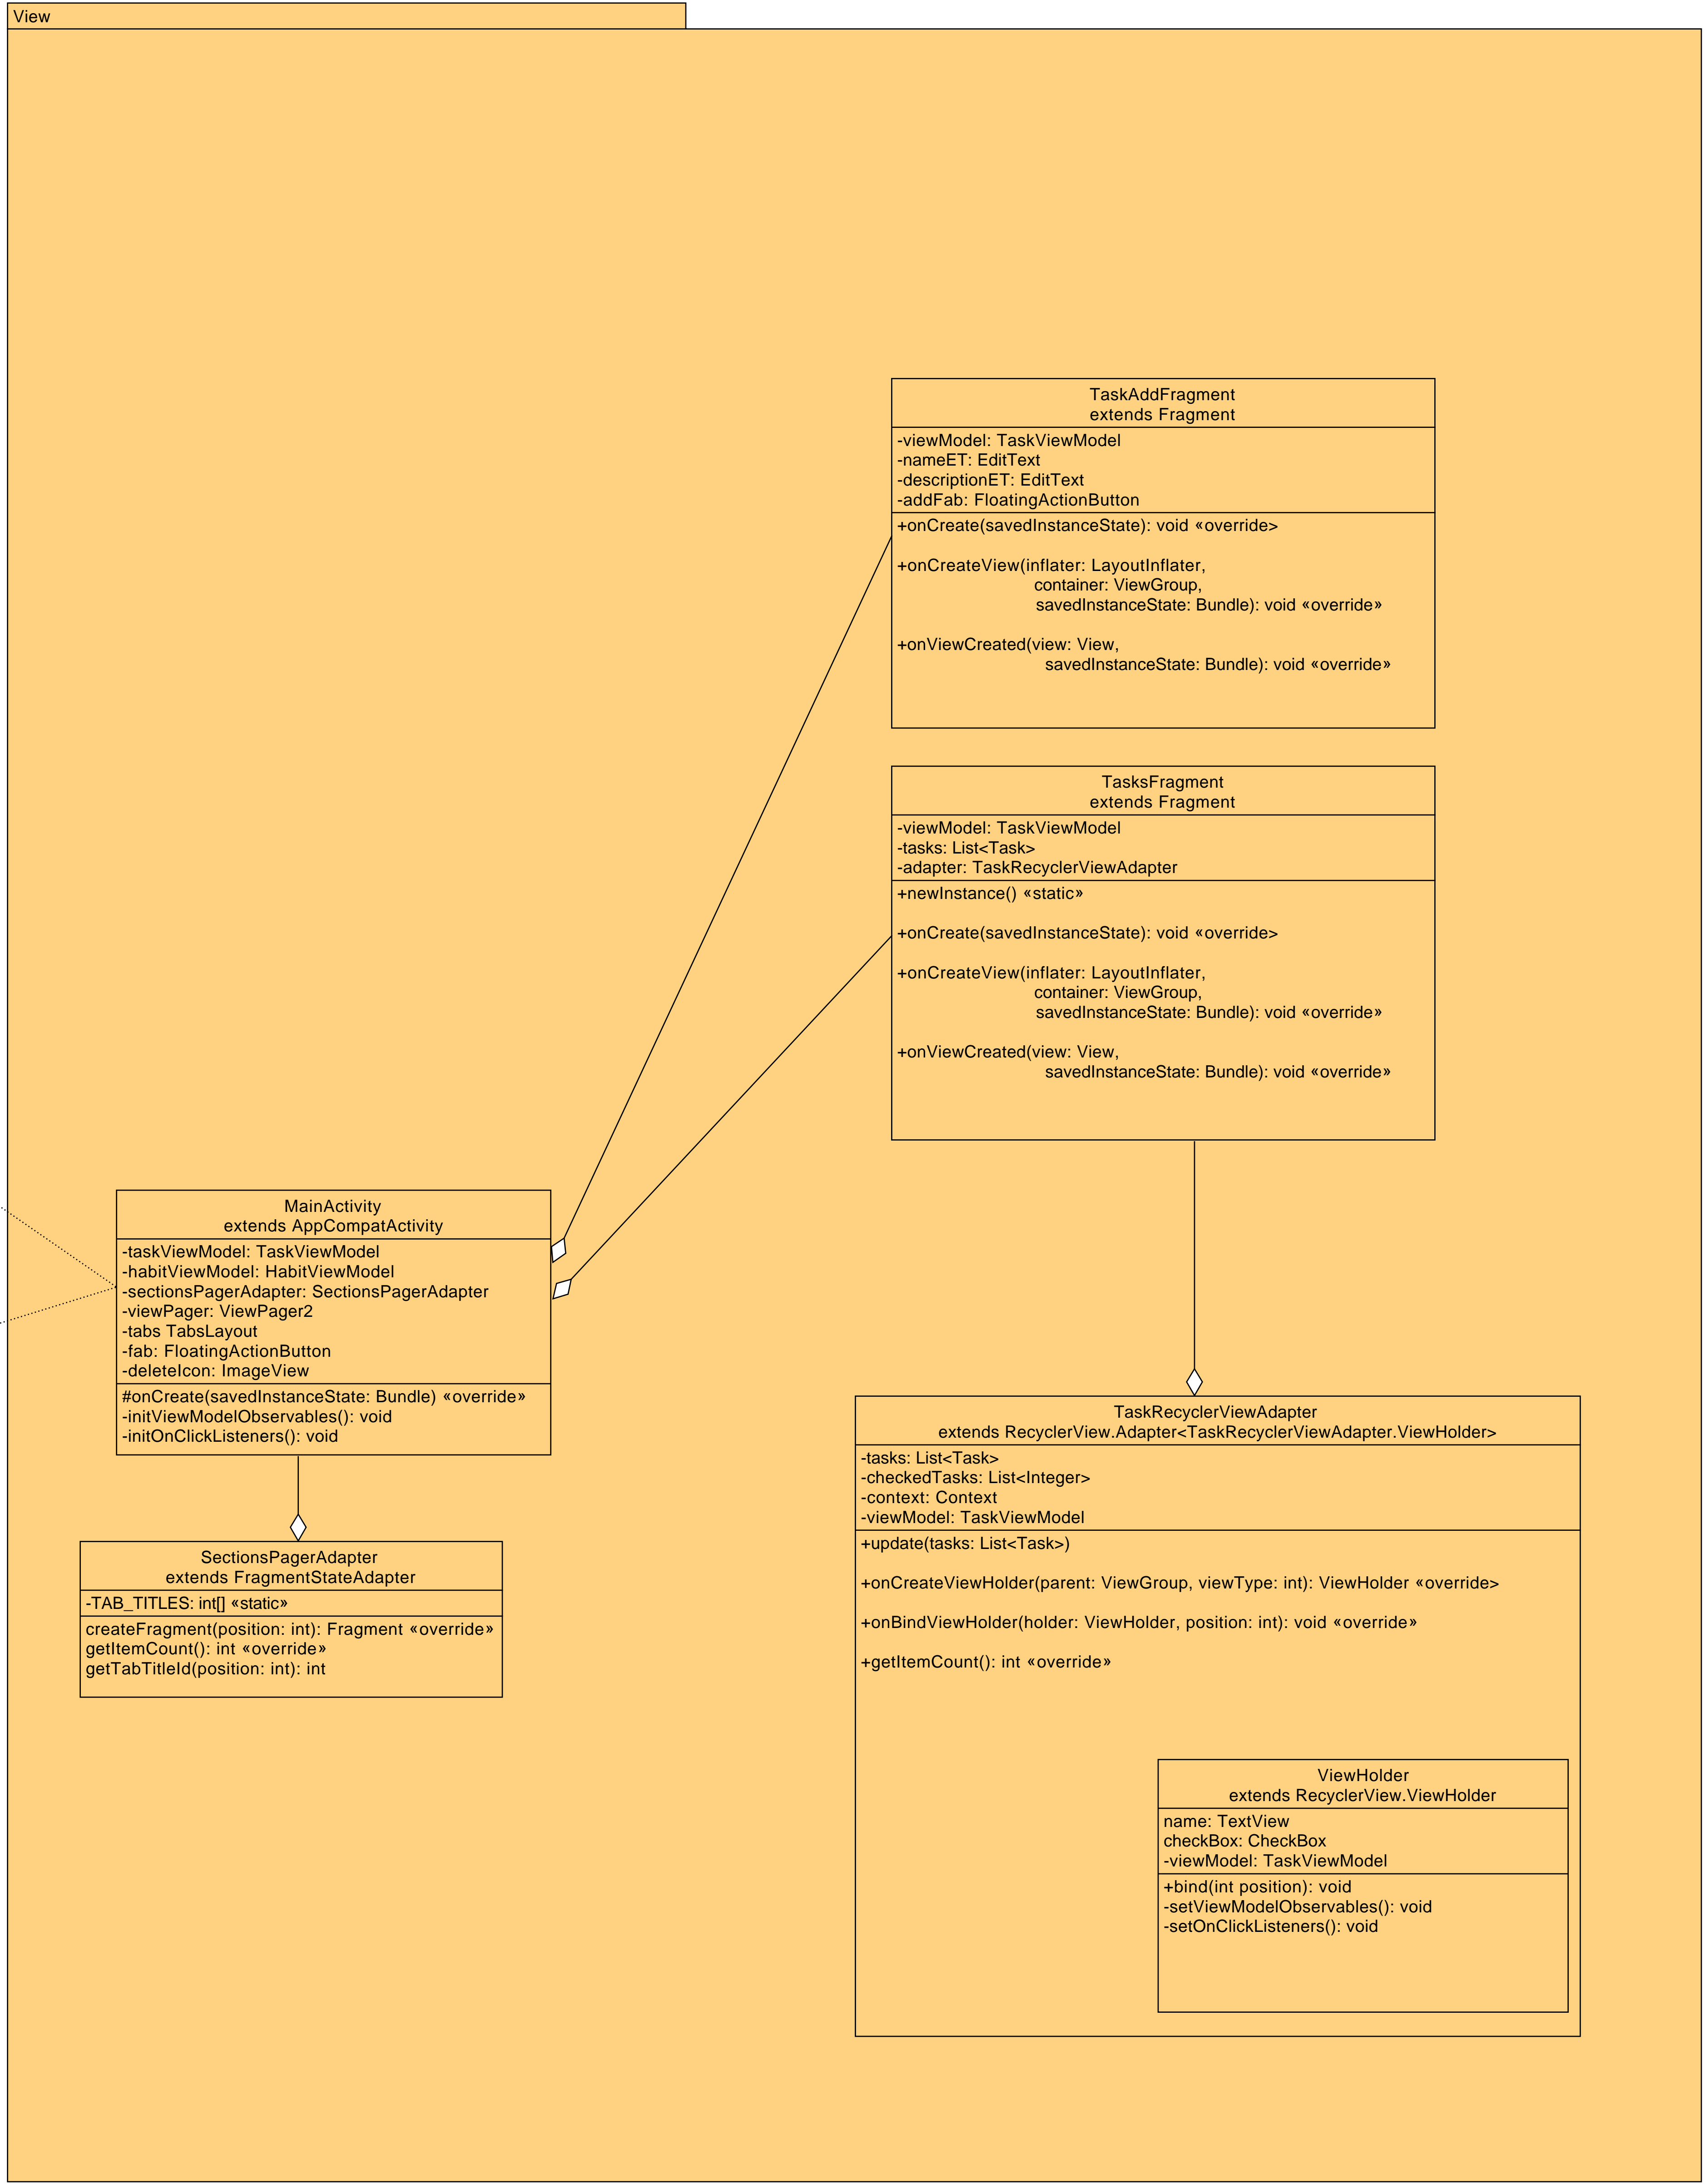 View
TaskAddFragment
extends Fragment
-viewModel: TaskViewModel
-nameET: EditText
-descriptionET: EditText
-addFab: FloatingActionButton
+onCreate(savedInstanceState): void «override>
+onCreateView(inflater: LayoutInflater,
container: ViewGroup,
savedInstanceState: Bundle): void «override»
+onViewCreated(view: View,
savedInstanceState: Bundle): void «override»
TasksFragment
extends Fragment
-viewModel: TaskViewModel
-tasks: List<Task>
-adapter: TaskRecyclerViewAdapter
+newInstance() «static»
+onCreate(savedInstanceState): void «override>
+onCreateView(inflater: LayoutInflater,
container: ViewGroup,
savedInstanceState: Bundle): void «override»
+onViewCreated(view: View,
savedInstanceState: Bundle): void «override»
MainActivity
extends AppCompatActivity
-taskViewModel: TaskViewModel
-habitViewModel: HabitViewModel
-sectionsPagerAdapter: SectionsPagerAdapter
-viewPager: ViewPager2
-tabs TabsLayout
-fab: FloatingActionButton
-deleteIcon: ImageView
#onCreate(savedInstanceState: Bundle) «override»
-initViewModelObservables(): void
-initOnClickListeners(): void
SectionsPagerAdapter
extends FragmentStateAdapter
-TAB_TITLES: int[] «static»
createFragment(position: int): Fragment «override»
getItemCount(): int «override»
getTabTitleId(position: int): int
TaskRecyclerViewAdapter
extends RecyclerView.Adapter<TaskRecyclerViewAdapter.ViewHolder>
-tasks: List<Task>
-checkedTasks: List<Integer>
-context: Context
-viewModel: TaskViewModel
+update(tasks: List<Task>)
+onCreateViewHolder(parent: ViewGroup, viewType: int): ViewHolder «override>
+onBindViewHolder(holder: ViewHolder, position: int): void «override»
+getItemCount(): int «override»
ViewHolder
extends RecyclerView.ViewHolder
name: TextView
checkBox: CheckBox
-viewModel: TaskViewModel
+bind(int position): void
-setViewModelObservables(): void
-setOnClickListeners(): void